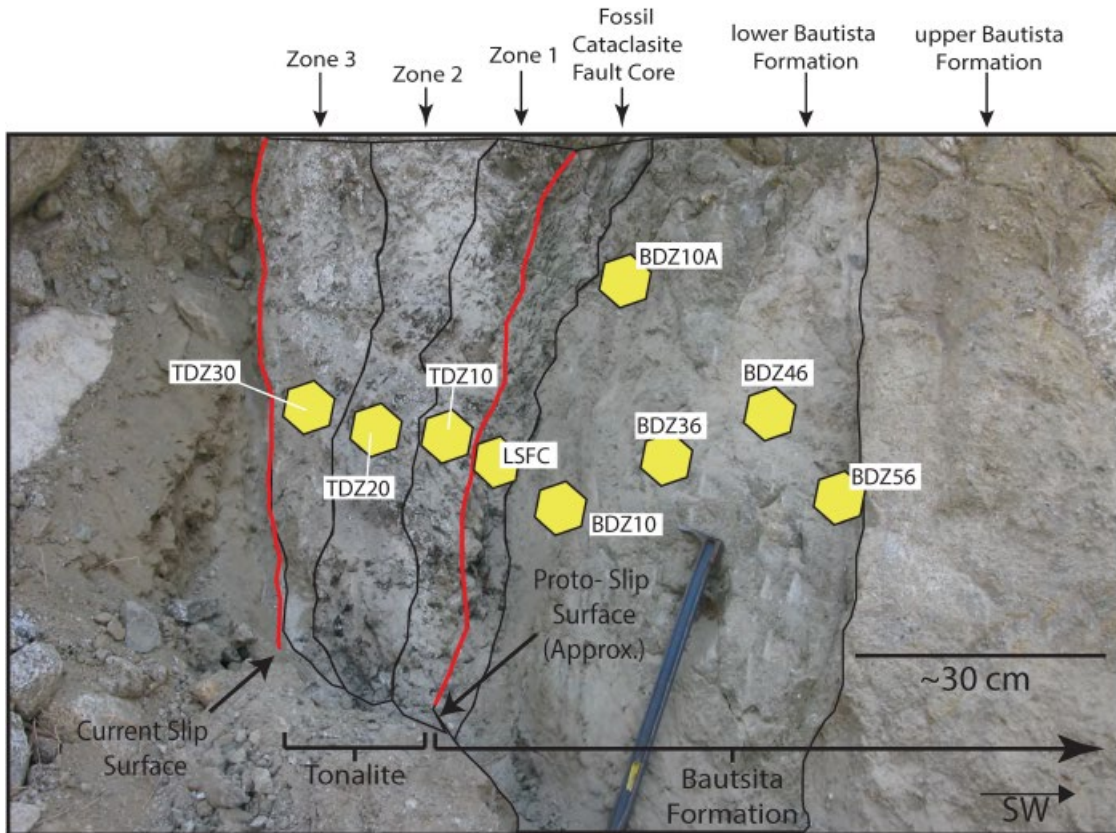 Zone 3
Zone 2
Zone 1
Fossil
Cataclasite
Fault Core
lower Bautista
Formation
upper Bautista
Formation
BDZ10A
TDZ30
TDZ10
BDZ46
BDZ36
LSFC
TDZ20
BDZ56
BDZ10
Proto- Slip
Surface
(Approx.)
~30 cm
Current Slip
Surface
Tonalite
Bautsita
Formation
SW